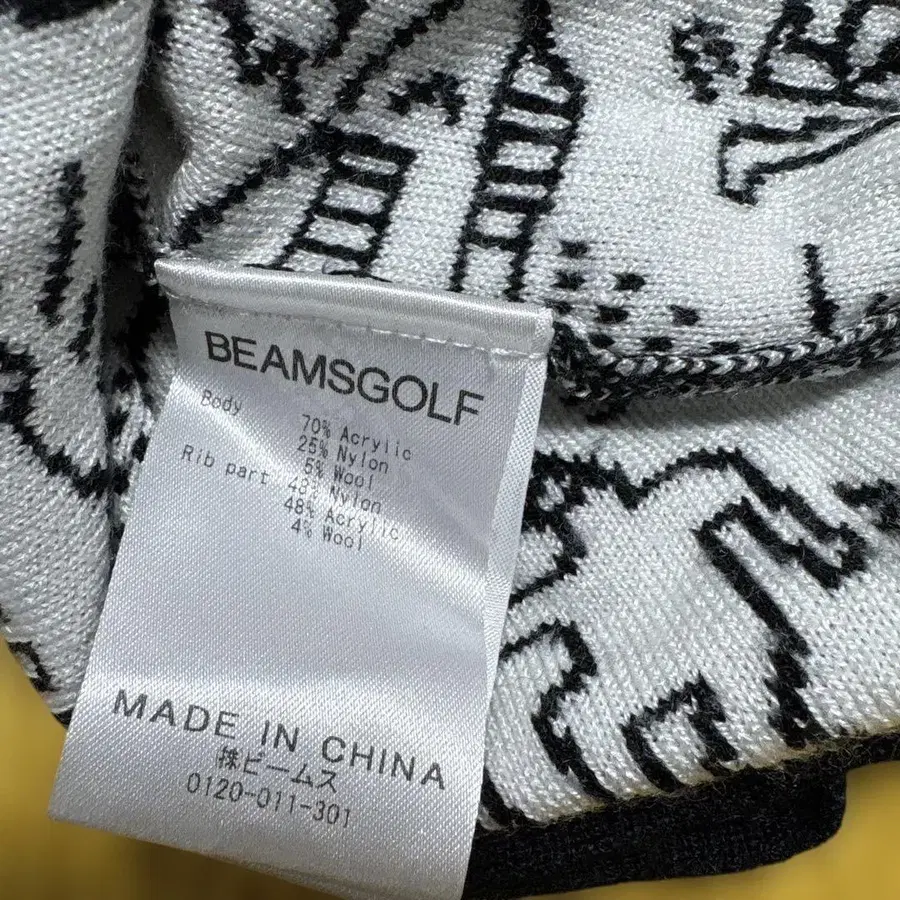 BEAMSGOLF
Body
70% Acrylic
25% Nylon
5% Wool
Rib part 48% Nylon
48% Acrylic
4% Wool
MADE IN CHINA
㈱ビームス
0120-011-301